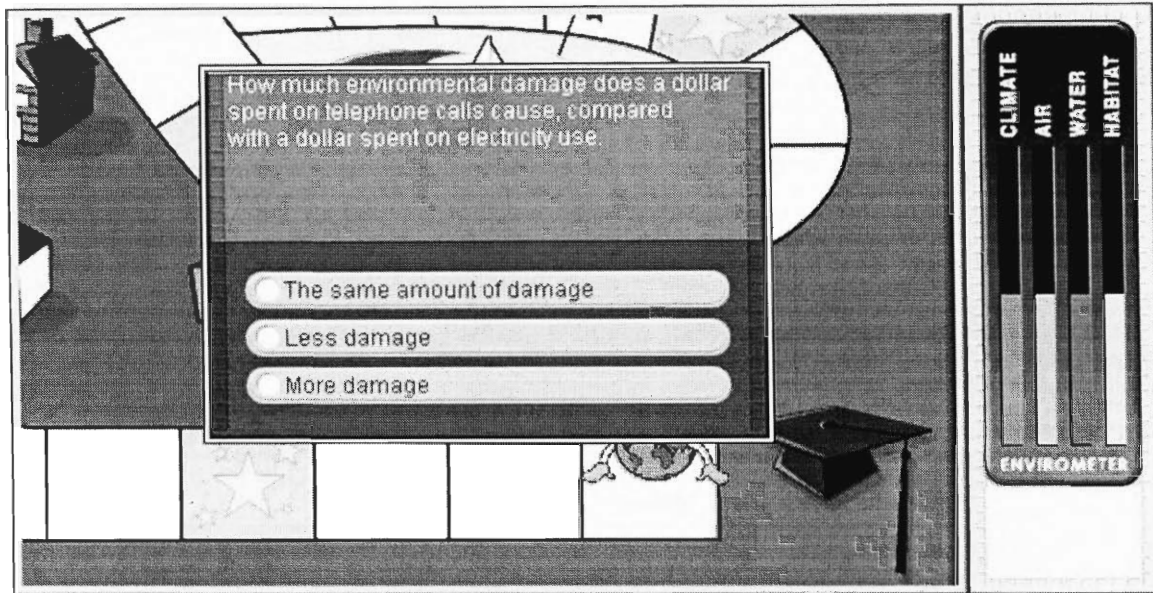 How much environmental damage does a dollar
spent on telephone calls cause, compared
with a dollar spent on electricity use.
The same amount of damage
Less damage
More damage
CLIMATE
AIR
WATER
HABITAT
ENVIROMETER